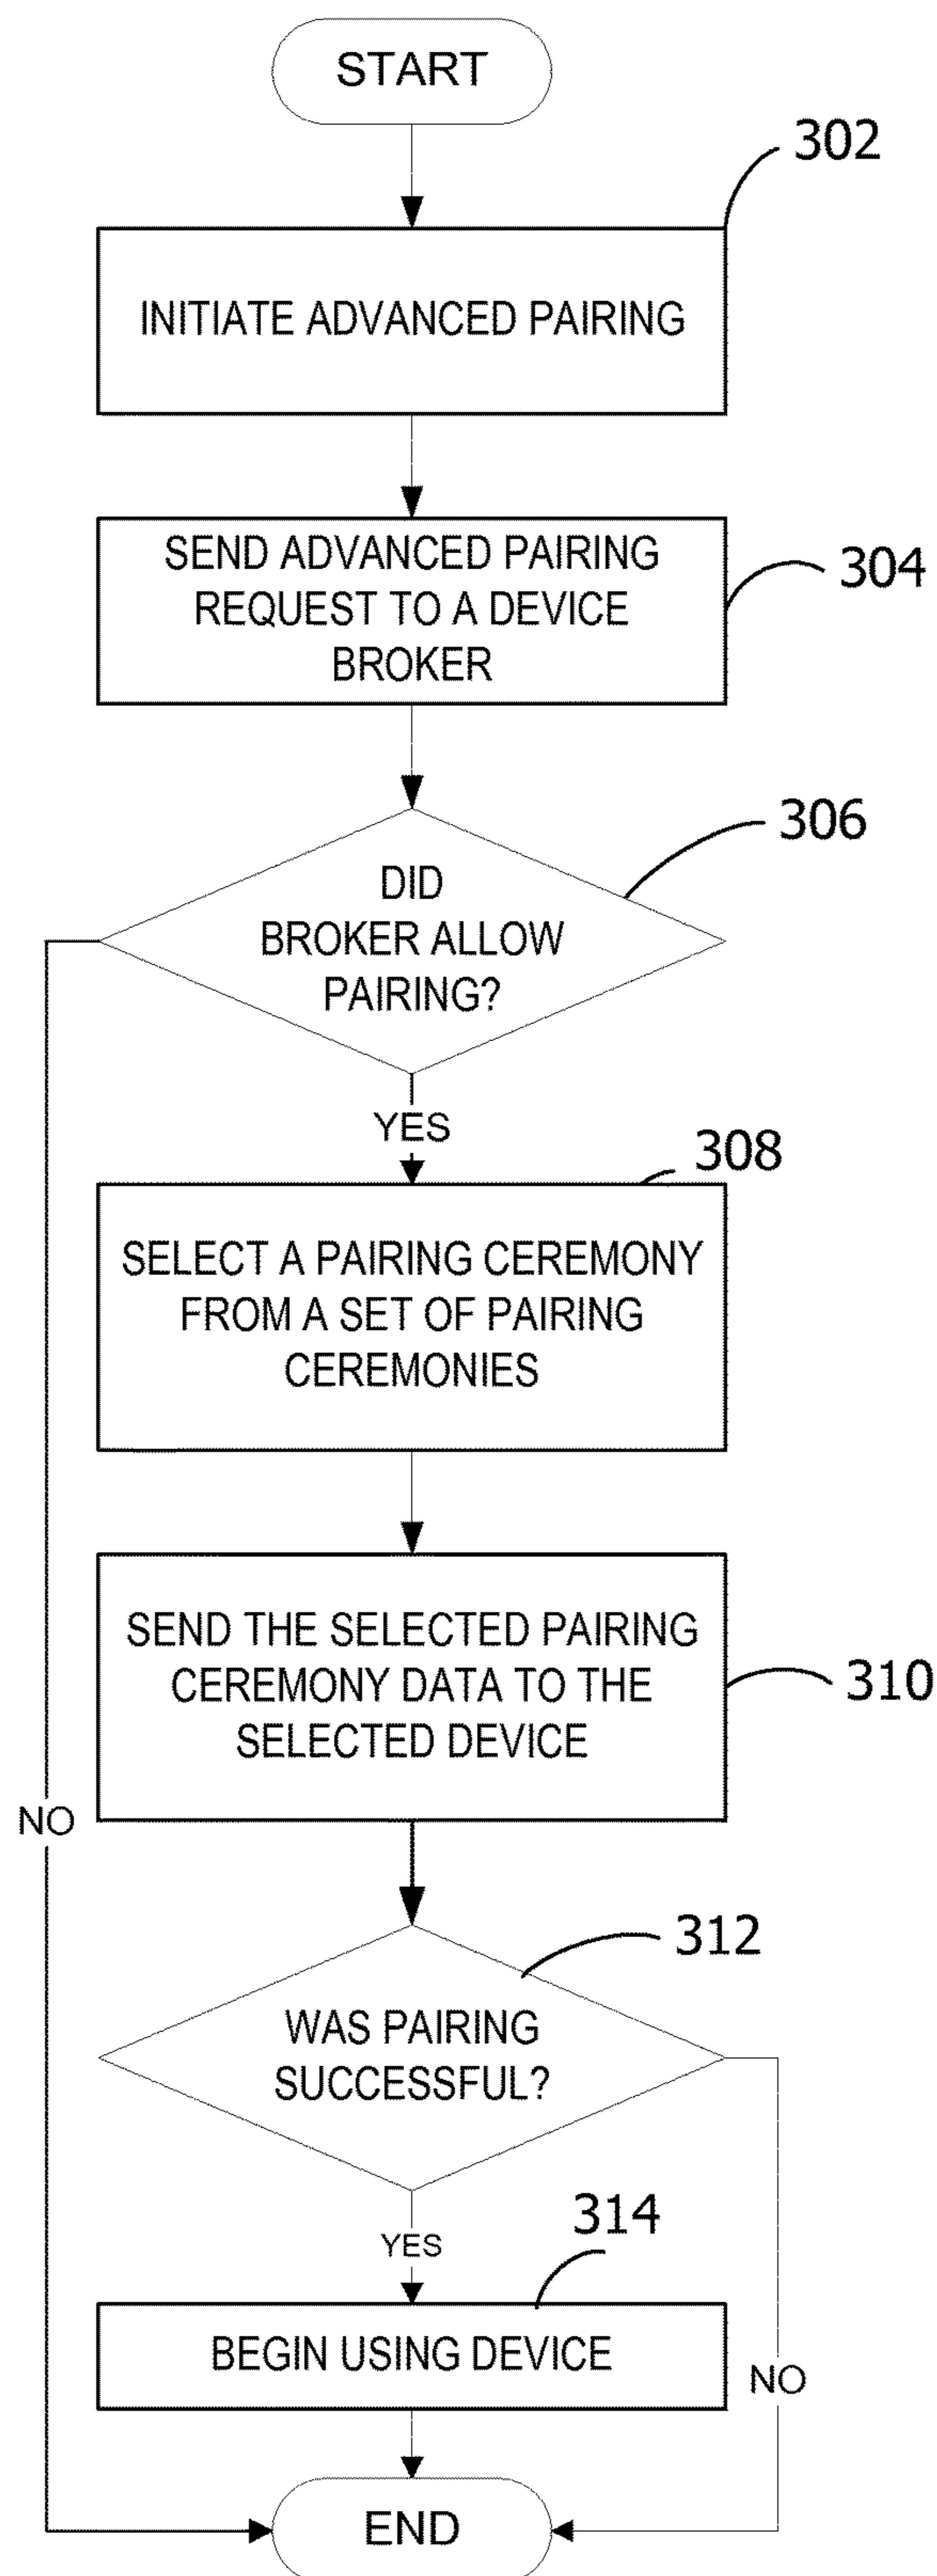 START
302
INITIATE ADVANCED PAIRING
SEND ADVANCED PAIRING
REQUEST TO A DEVICE
BROKER
304
306
DID
BROKER ALLOW
PAIRING?
YES
308
SELECT A PAIRING CEREMONY
FROM A SET OF PAIRING
CEREMONIES
SEND THE SELECTED PAIRING
CEREMONY DATA TO THE
SELECTED DEVICE
310
NO
312
WAS PAIRING
SUCCESSFUL?
314
YES
BEGIN USING DEVICE
NO
END